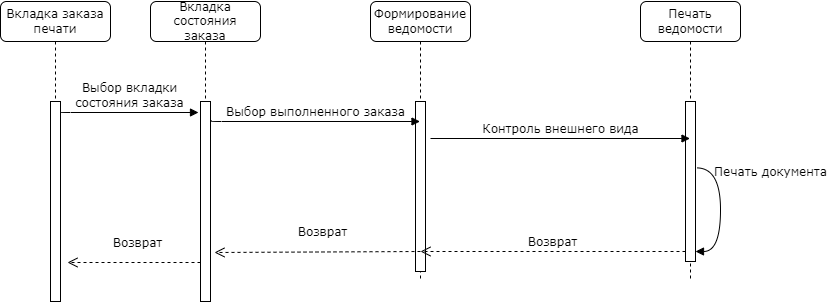 Вкладка заказа
печати
Вкладка
состояния
заказа
Формирование
ведомости
Печать
ведомости
Выбор вкладки
состояния заказа
Выбор выполненного заказа
Контроль внешнего вида
Печать документа
Возврат
Возврат
Возврат